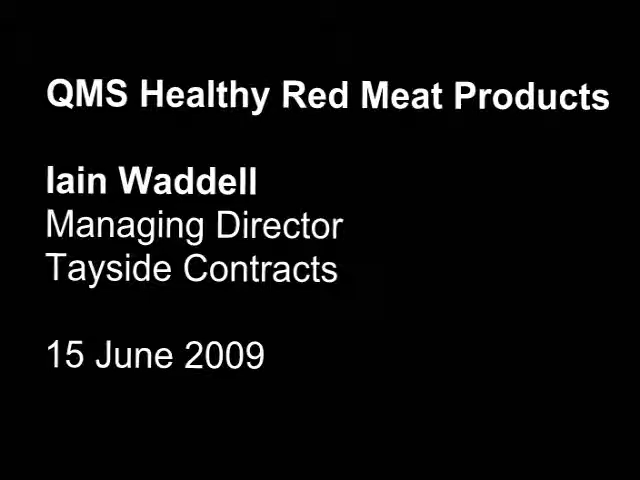 QMS Healthy Red Meat Products
Iain Waddell
Managing Director
Tayside Contracts
15 June 2009